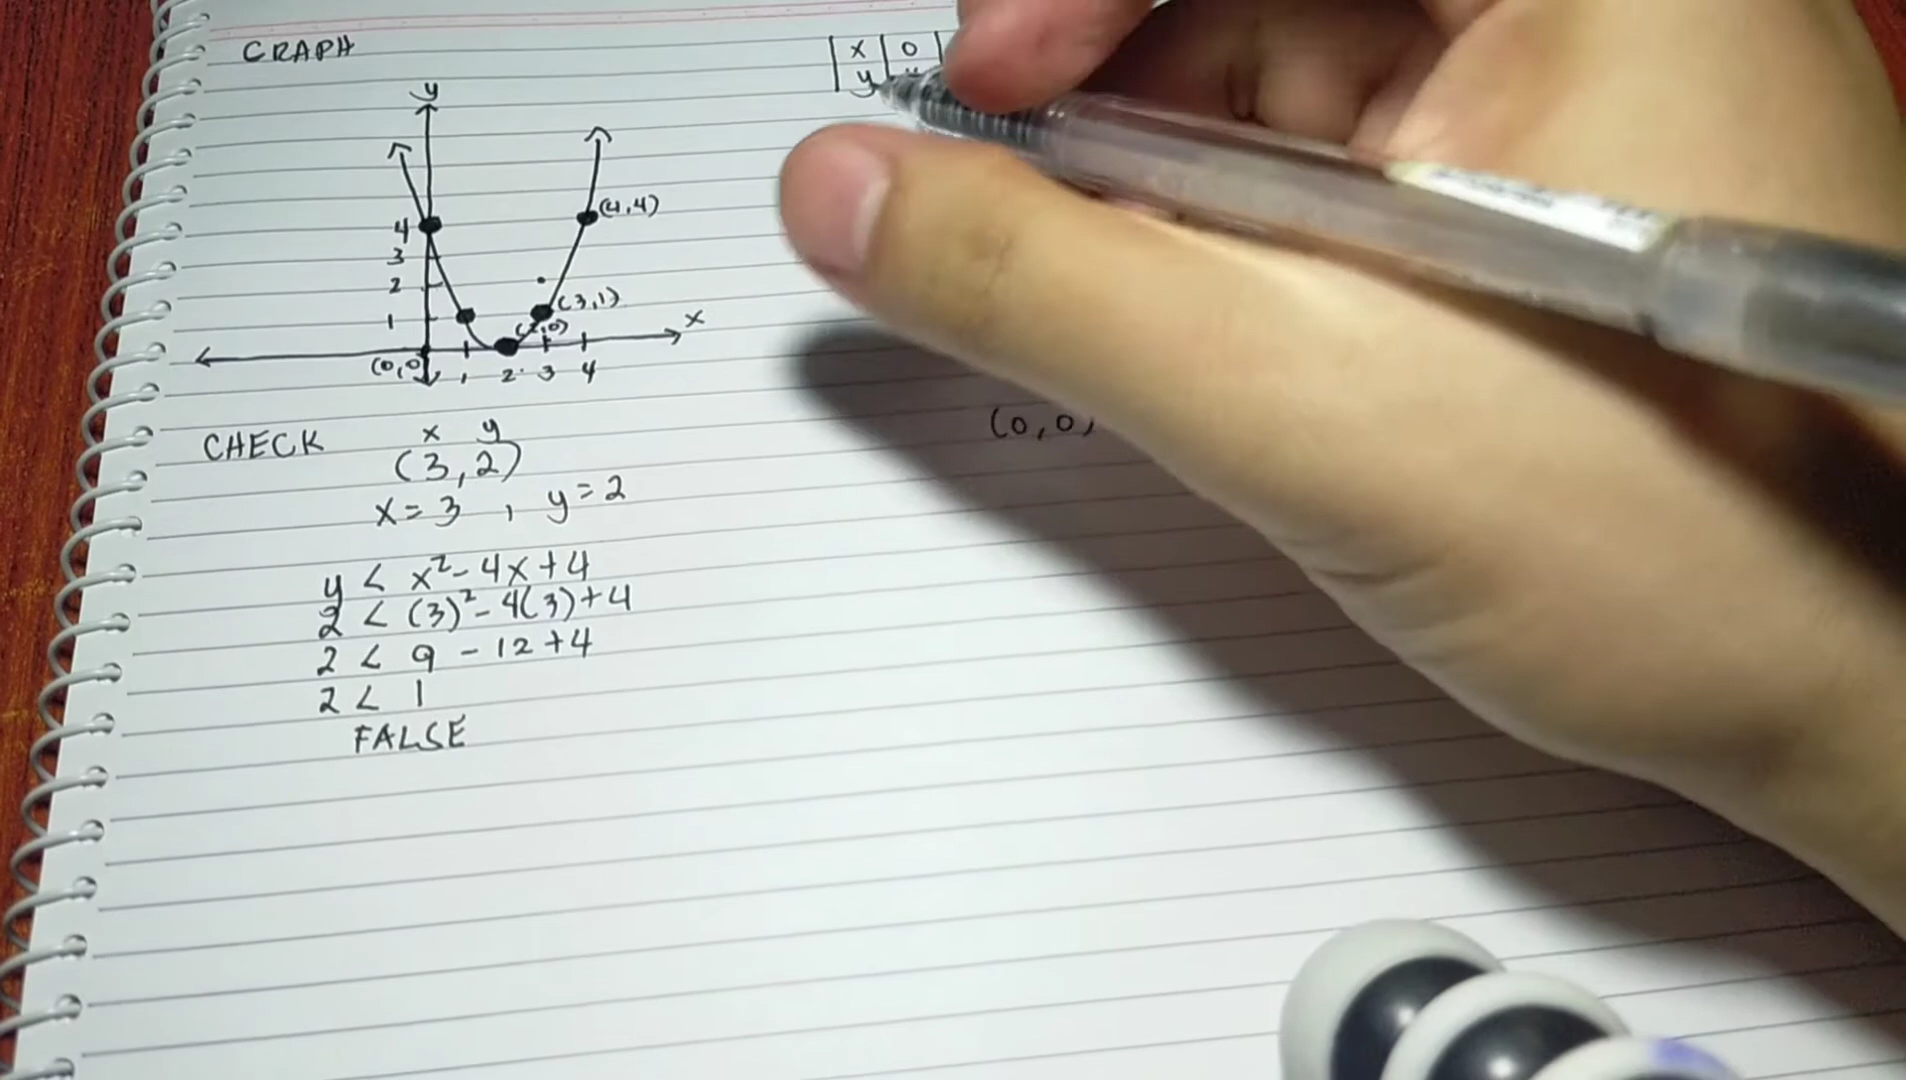 GRAPH
x 0
y
y
4
3
2
1
(4,4)
(3,1)
(2,0)
x
(0,0)
1 2 3 4
CHECK
x y
(3,2)
x = 3 , y = 2
(0,0)
y < x² - 4x + 4
2 < (3)² - 4(3) + 4
2 < 9 - 12 + 4
2 < 1
FALSE